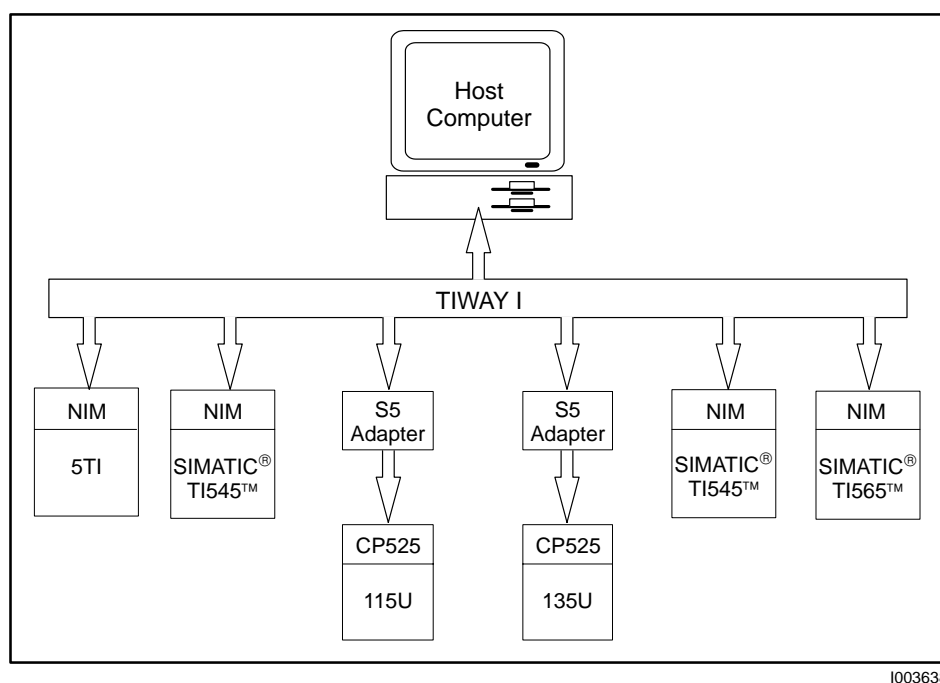 Host
Computer
TIWAY I
NIM
5TI
NIM
SIMATIC®
TI545™
S5
Adapter
CP525
115U
S5
Adapter
CP525
135U
NIM
SIMATIC®
TI545™
NIM
SIMATIC®
TI565™